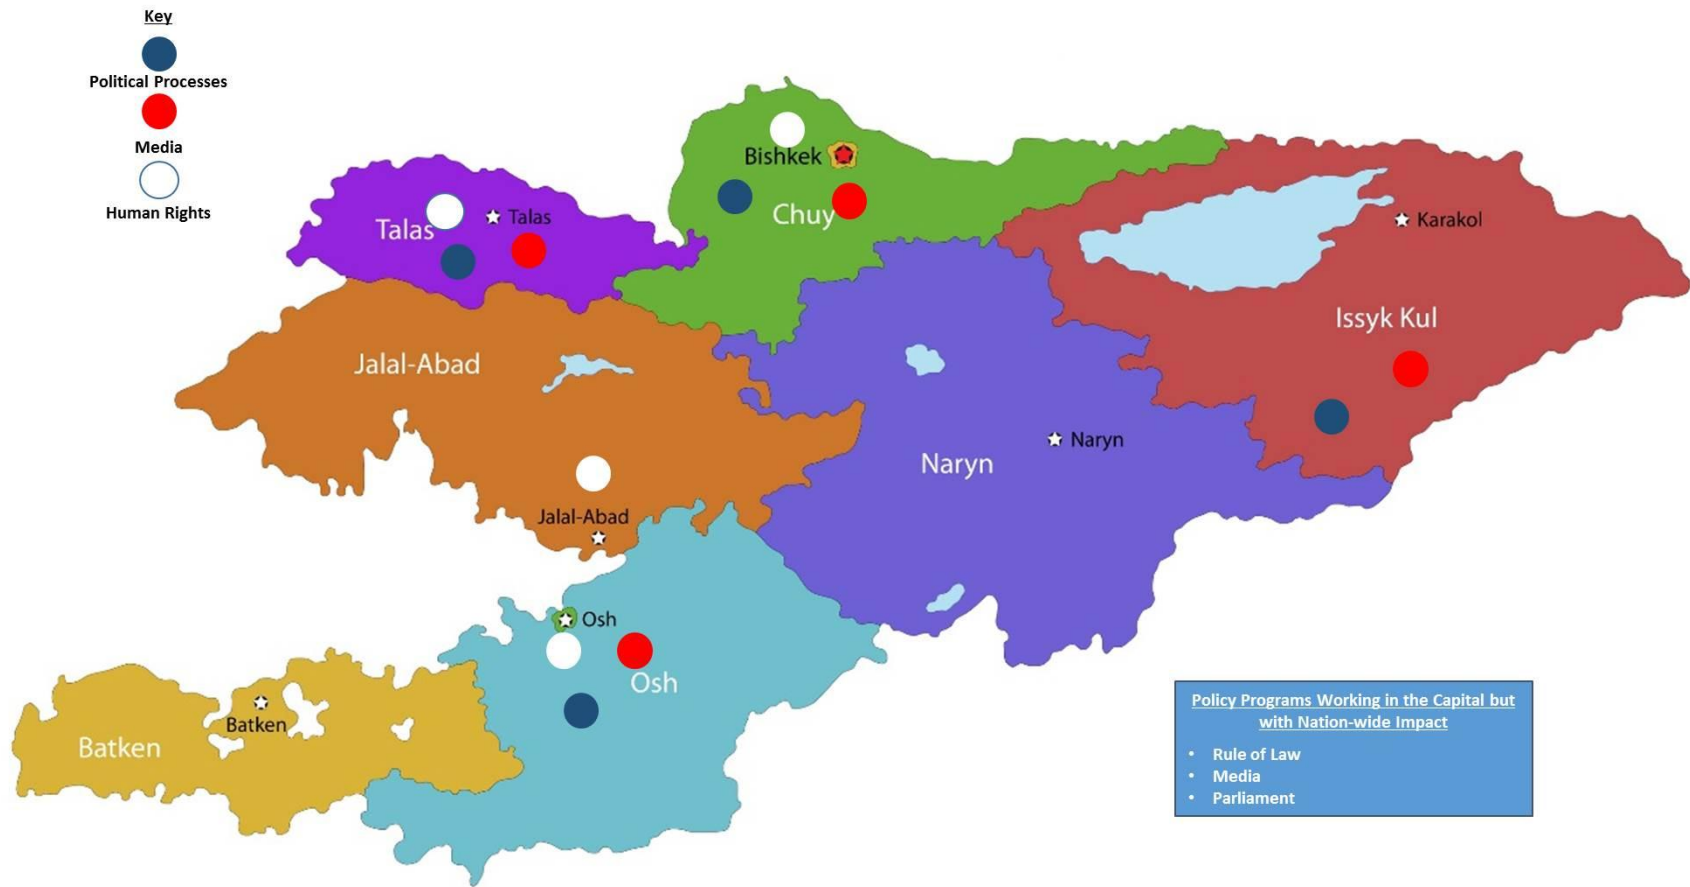 Key
Political Processes
Media
Human Rights
Bishkek
Chuy
Talas
Talas
Karakol
Issyk Kul
Jalal-Abad
Naryn
Naryn
Jalal-Abad
Osh
Osh
Batken
Batken
Policy Programs Working in the Capital but
with Nation-wide Impact
• Rule of Law
• Media
• Parliament